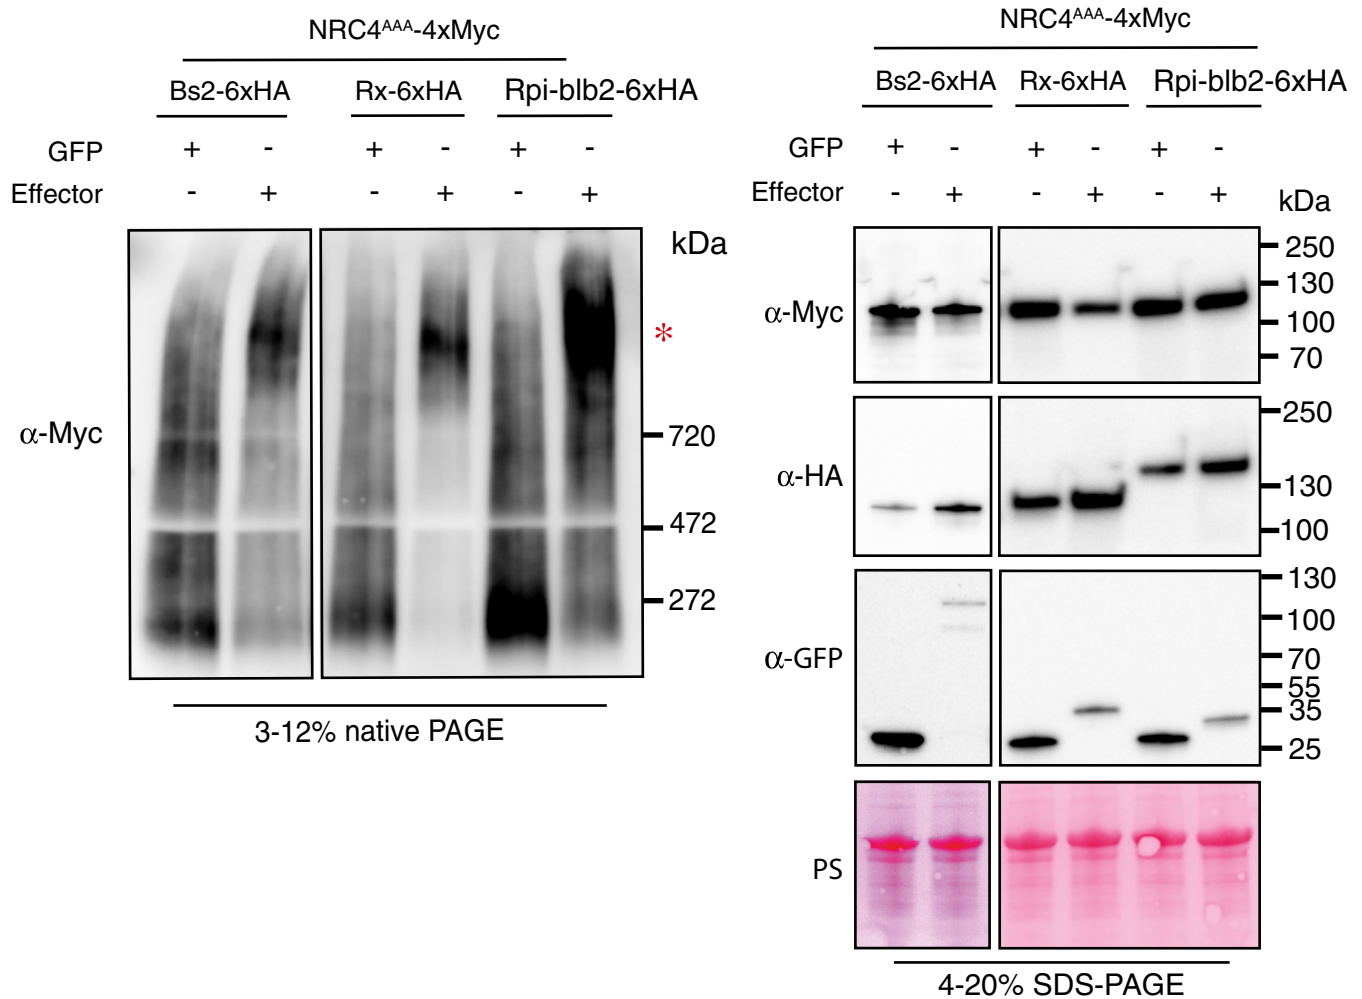 NRC4ᴬᴬᴬ-4xMyc
Bs2-6xHA Rx-6xHA Rpi-blb2-6xHA
GFP + - + - + -
Effector - + - + - +
kDa
*
α-Myc
720
472
272
3-12% native PAGE
NRC4ᴬᴬᴬ-4xMyc
Bs2-6xHA Rx-6xHA Rpi-blb2-6xHA
GFP + - + - + -
Effector - + - + - +
kDa
α-Myc
250
130
100
70
α-HA
250
130
100
α-GFP
130
100
70
55
35
25
PS
4-20% SDS-PAGE